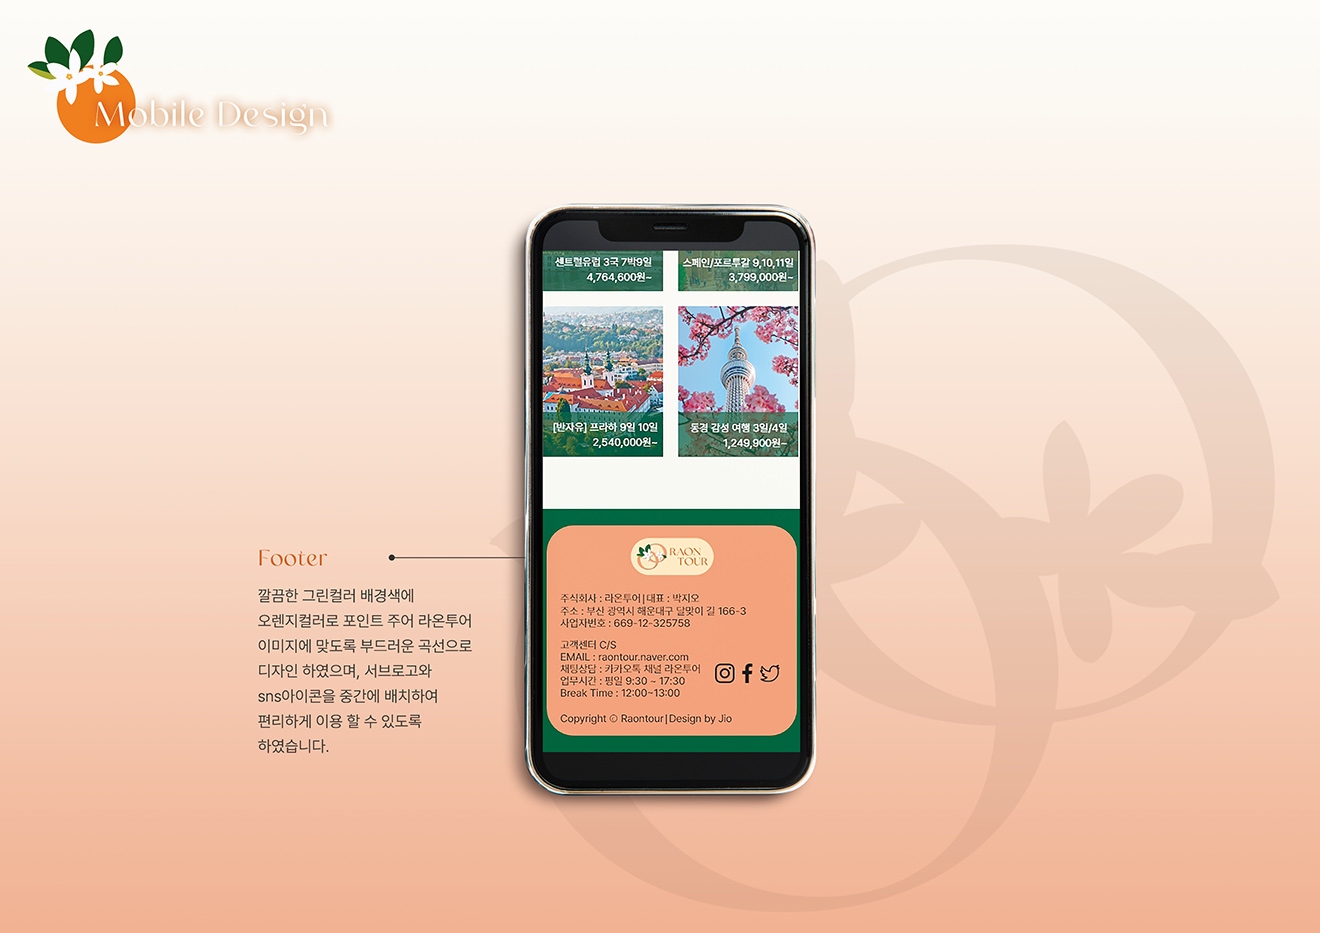 Mobile Design
센트럴유럽 3국 7박9일
4,764,600원~
스페인/포르투갈 9,10,11일
3,799,000원~
[반자유] 프라하 9일 10일
2,540,000원~
동경 감성 여행 3일/4일
1,249,900원~
Footer
깔끔한 그린컬러 배경색에
오렌지컬러로 포인트 주어 라온투어
이미지에 맞도록 부드러운 곡선으로
디자인 하였으며, 서브로고와
sns아이콘을 중간에 배치하여
편리하게 이용 할 수 있도록
하였습니다.
RAON
TOUR
주식회사 : 라온투어|대표 : 박지오
주소 : 부산 광역시 해운대구 달맞이 길 166-3
사업자번호 : 669-12-325758
고객센터 C/S
EMAIL : raontour.naver.com
채팅상담 : 카카오톡 채널 라온투어
업무시간 : 평일 9:30 ~ 17:30
Break Time : 12:00~13:00
Copyright © Raontour|Design by Jio